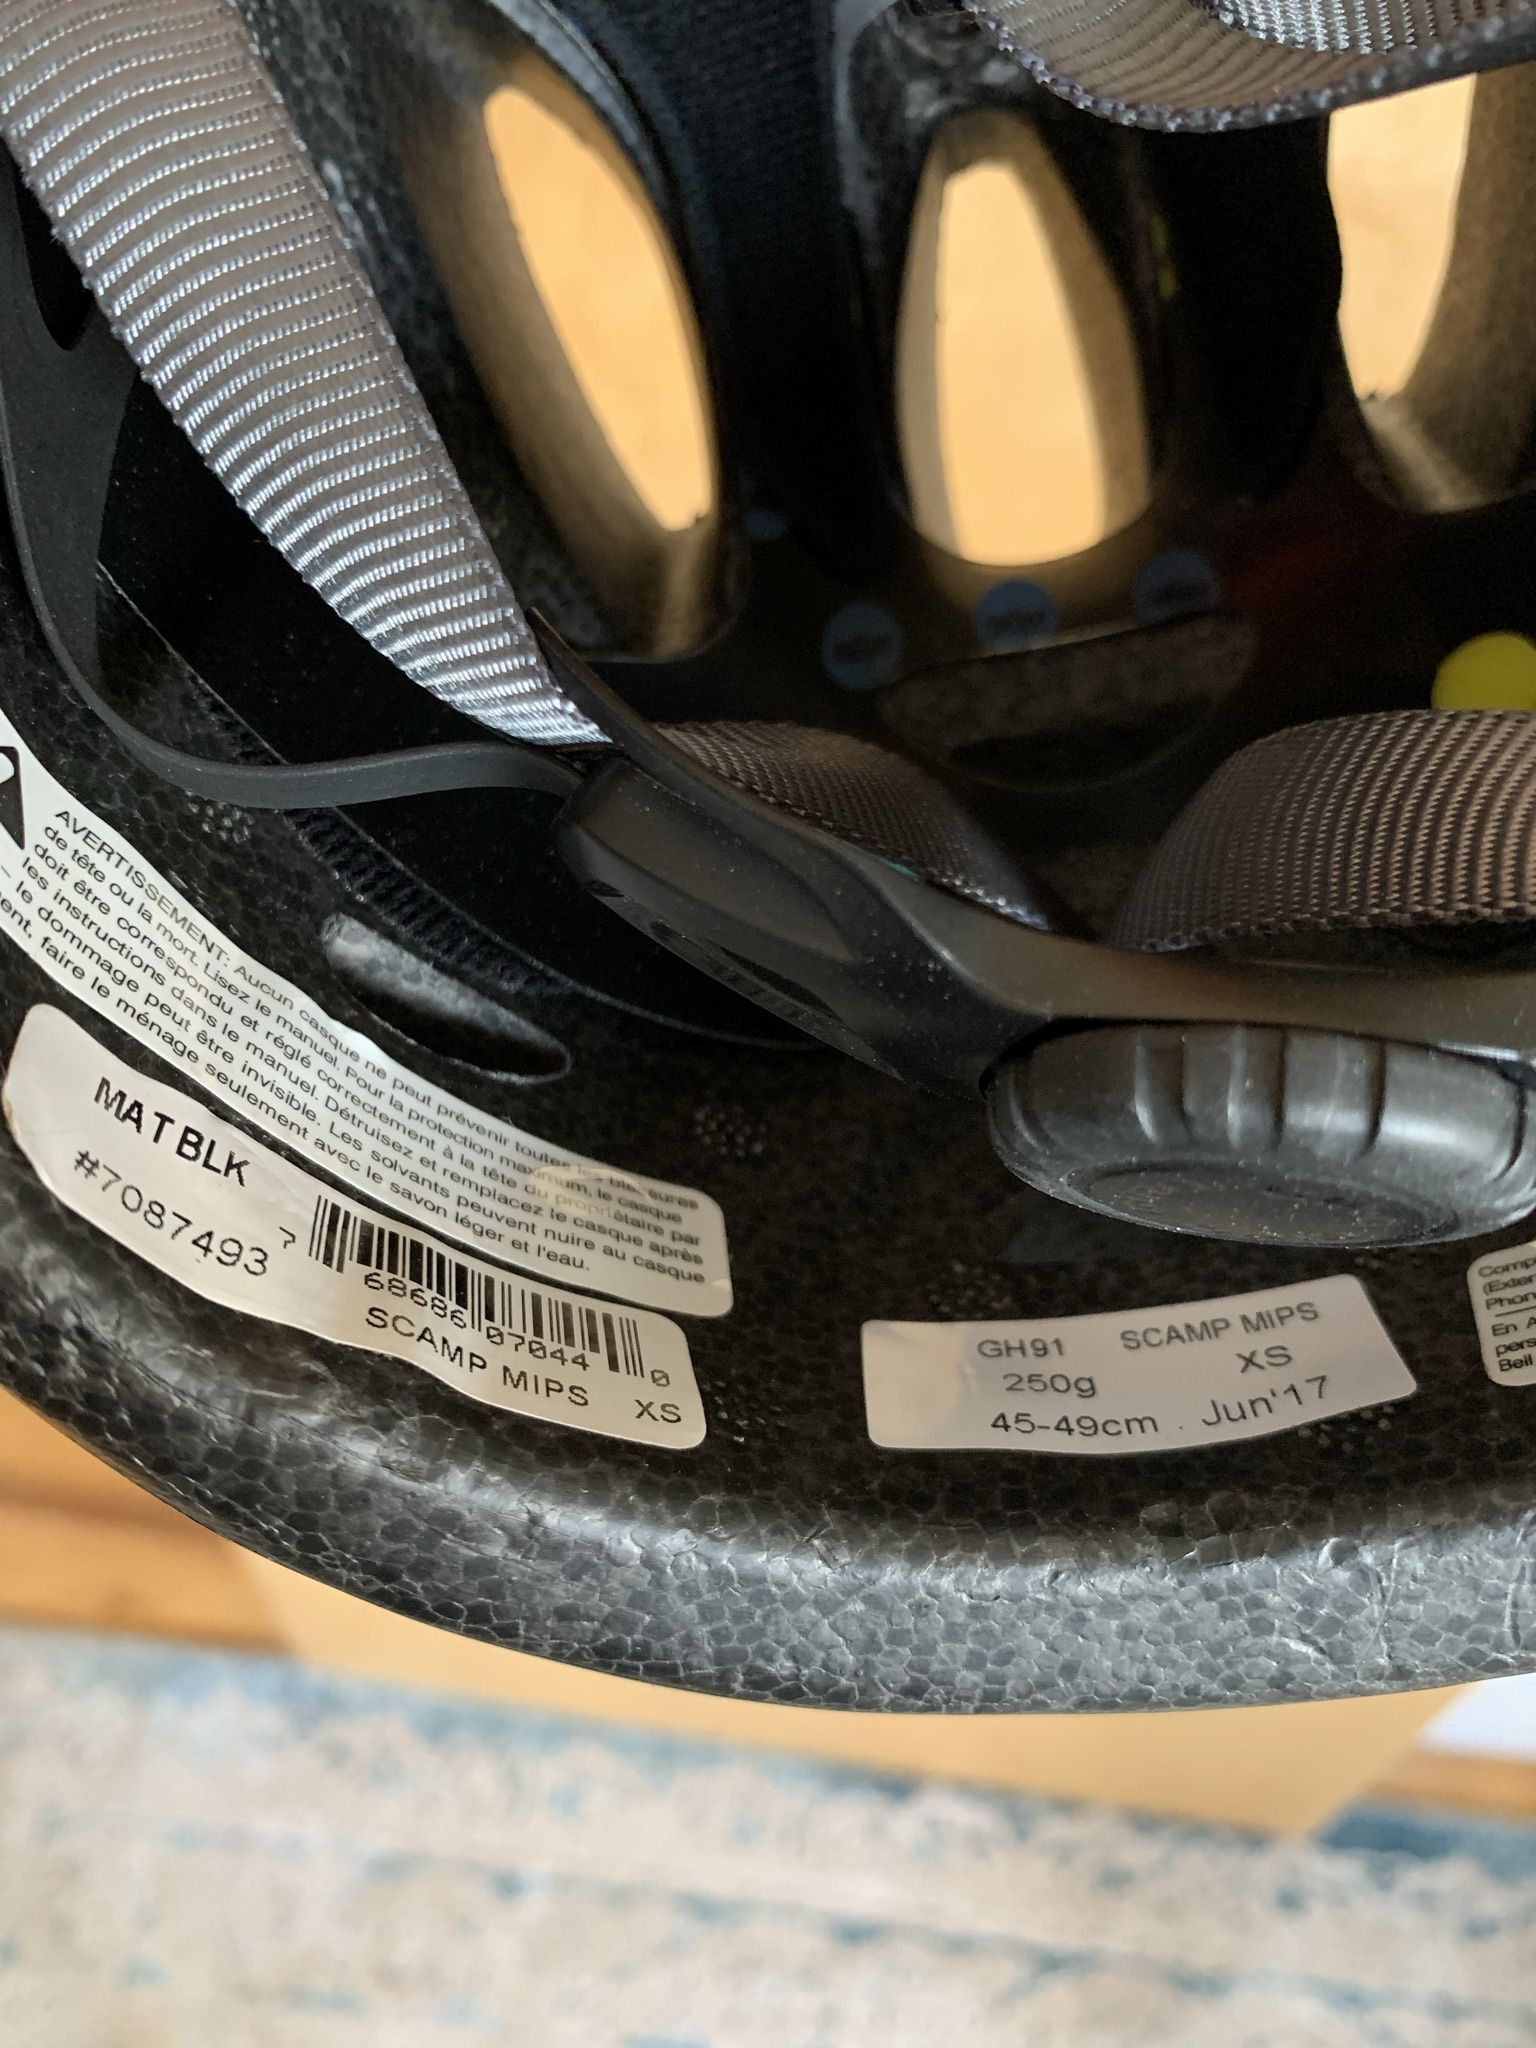 AVERTISSEMENT: Aucun casque ne peut prévenir toutes les blessures
de tête ou la mort. Lisez le manuel. Pour la protection maximum, le casque
doit être correspondu et réglé correctement à la tête du propriétaire par
les instructions dans le manuel. Détruisez et remplacez le casque après
le dommage peut être invisible. Les solvants peuvent nuire au casque
faire le ménage seulement avec le savon léger et l'eau.
MAT BLK
#7087493
7 68686 07044 0
SCAMP MIPS XS
GH91 SCAMP MIPS
250g XS
45-49cm . Jun'17
Phon
En A
pers
Bell